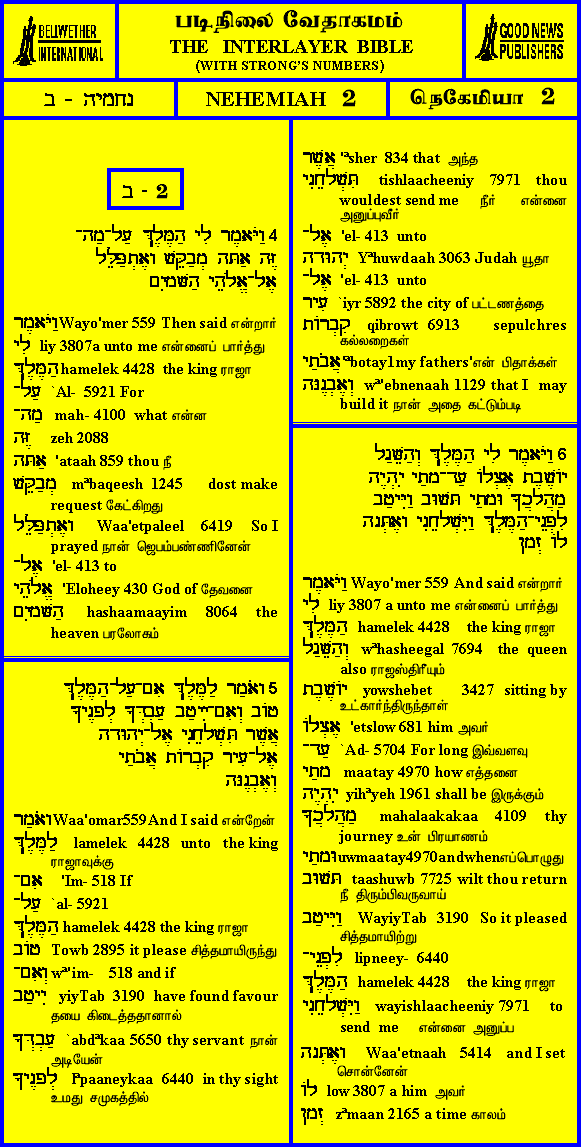 BELLWETHER
INTERNATIONAL
படிநிலை வேதாகமம்
THE INTERLAYER BIBLE
(WITH STRONG'S NUMBERS)
GOOD NEWS
PUBLISHERS
נחמיה - ב
NEHEMIAH 2
நெகேமியா 2
ב - 2
4 וַיֹּאמֶר לִי הַמֶּלֶךְ עַל־מַה־
זֶּה אַתָּה מְבַקֵּשׁ וָאֶתְפַּלֵּל
אֶל־אֱלֹהֵי הַשָּׁמָיִם
וַיֹּאמֶר Wayo'mer 559 Then said என்றார்
לִי liy 3807a unto me என்னைப் பார்த்து
הַמֶּלֶךְ hamelek 4428 the king ராஜா
עַל־ `Al- 5921 For
מַה־ mah- 4100 what என்ன
זֶּה zeh 2088
אַתָּה 'ataah 859 thou நீ
מְבַקֵּשׁ mᵃbaqeesh 1245 dost make
request கேட்கிறது
וָאֶתְפַּלֵּל Waa'etpaleel 6419 So I
prayed நான் ஜெபம்பண்ணினேன்
אֶל־ 'el- 413 to
אֱלֹהֵי 'Eloheey 430 God of தேவனை
הַשָּׁמָיִם hashaamaayim 8064 the
heaven பரலோகம்
5 וָאֹמַר לַמֶּלֶךְ אִם־עַל־הַמֶּלֶךְ
טוֹב וְאִם־יִיטַב עַבְדְּךָ לְפָנֶיךָ
אֲשֶׁר תִּשְׁלָחֵנִי אֶל־יְהוּדָה
אֶל־עִיר קִבְרוֹת אֲבֹתַי
וְאֶבְנֶנָּה
וָאֹמַר Waa'omar559And I said என்றேன்
לַמֶּלֶךְ lamelek 4428 unto the king
ராஜாவுக்கு
אִם־ 'Im- 518 If
עַל־ `al- 5921
הַמֶּלֶךְ hamelek 4428 the king ராஜா
טוֹב Towb 2895 it please சித்தமாயிருந்து
וְאִם־ wᵃ'im- 518 and if
יִיטַב yiyTab 3190 have found favour
தயை கிடைத்ததானால்
עַבְדְּךָ `abdᵃkaa 5650 thy servant நான்
அடியேன்
לְפָנֶיךָ lᵃpaaneykaa 6440 in thy sight
உமது சமுகத்தில்
אֲשֶׁר 'ᵃsher 834 that அந்த
תִּשְׁלָחֵנִי tishlaacheeniy 7971 thou
wouldest send me நீர் என்னை
அனுப்புவீர்
אֶל־ 'el- 413 unto
יְהוּדָה Yᵃhuwdaah 3063 Judah யூதா
אֶל־ 'el- 413 unto
עִיר `iyr 5892 the city of பட்டணத்தை
קִבְרוֹת qibrowt 6913 sepulchres
கல்லறைகள்
אֲבֹתַי 'ᵃbotay1 my fathers'என் பிதாக்கள்
וְאֶבְנֶנָּה wᵃ'ebnenaah 1129 that I may
build it நான் அதை கட்டும்படி
6 וַיֹּאמֶר לִי הַמֶּלֶךְ וְהַשֵּׁגַל
יוֹשֶׁבֶת אֶצְלוֹ עַד־מָתַי יִהְיֶה
מַהֲלָכֲךָ וּמָתַי תָּשׁוּב וַיִּיטַב
לִפְנֵי־הַמֶּלֶךְ וַיִּשְׁלָחֵנִי וָאֶתְּנָה
לוֹ זְמָן
וַיֹּאמֶר Wayo'mer 559 And said என்றார்
לִי liy 3807 a unto me என்னைப் பார்த்து
הַמֶּלֶךְ hamelek 4428 the king ராஜா
וְהַשֵּׁגַל wᵃhasheegal 7694 the queen
also ராஜஸ்திரீயும்
יוֹשֶׁבֶת yowshebet 3427 sitting by
உட்கார்ந்திருந்தாள்
אֶצְלוֹ 'etslow 681 him அவர்
עַד־ `Ad- 5704 For long இவ்வளவு
מָתַי maatay 4970 how எத்தனை
יִהְיֶה yihᵃyeh 1961 shall be இருக்கும்
מַהֲלָכֲךָ mahalaakakaa 4109 thy
journey உன் பிரயாணம்
וּמָתַי uwmaatay4970andwhenஎப்பொழுது
תָּשׁוּב taashuwb 7725 wilt thou return
நீ திரும்பிவருவாய்
וַיִּיטַב WayiyTab 3190 So it pleased
சித்தமாயிற்று
לִפְנֵי־ lipneey- 6440
הַמֶּלֶךְ hamelek 4428 the king ராஜா
וַיִּשְׁלָחֵנִי wayishlaacheeniy 7971 to
send me என்னை அனுப்ப
וָאֶתְּנָה Waa'etnaah 5414 and I set
சொன்னேன்
לוֹ low 3807 a him அவர்
זְמָן zᵃmaan 2165 a time காலம்